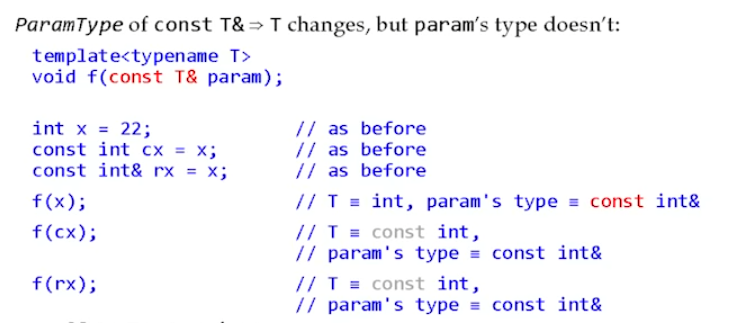 ParamType of const T& ⇒ T changes, but param’s type doesn’t:
template<typename T>
void f(const T& param);
int x = 22; // as before
const int cx = x; // as before
const int& rx = x; // as before
f(x); // T ≡ int, param's type ≡ const int&
f(cx); // T ≡ const int,
// param's type ≡ const int&
f(rx); // T ≡ const int,
// param's type ≡ const int&